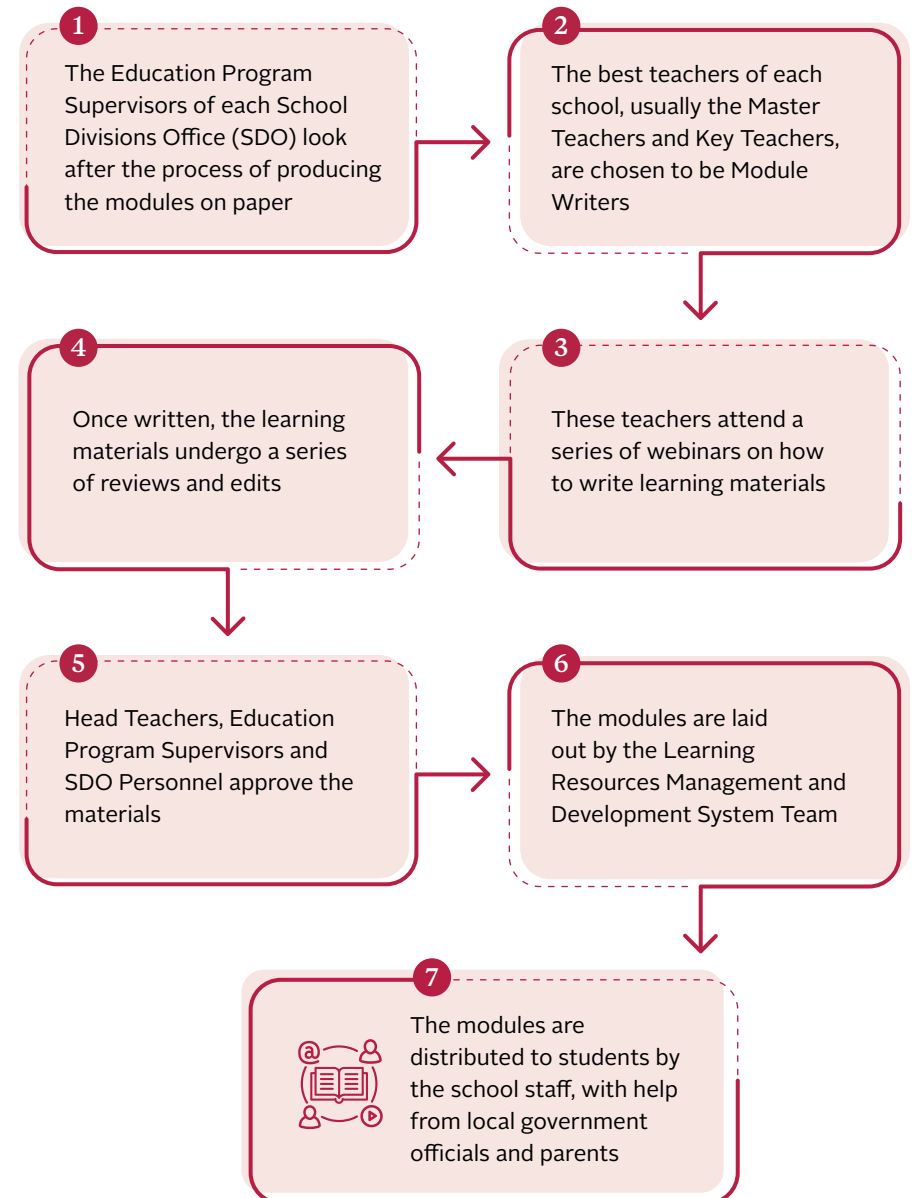 1
The Education Program
Supervisors of each School
Divisions Office (SDO) look
after the process of producing
the modules on paper
2
The best teachers of each
school, usually the Master
Teachers and Key Teachers,
are chosen to be Module
Writers
3
These teachers attend a
series of webinars on how
to write learning materials
4
Once written, the learning
materials undergo a series
of reviews and edits
5
Head Teachers, Education
Program Supervisors and
SDO Personnel approve the
materials
6
The modules are laid
out by the Learning
Resources Management and
Development System Team
7
@
The modules are
distributed to students by
the school staff, with help
from local government
officials and parents